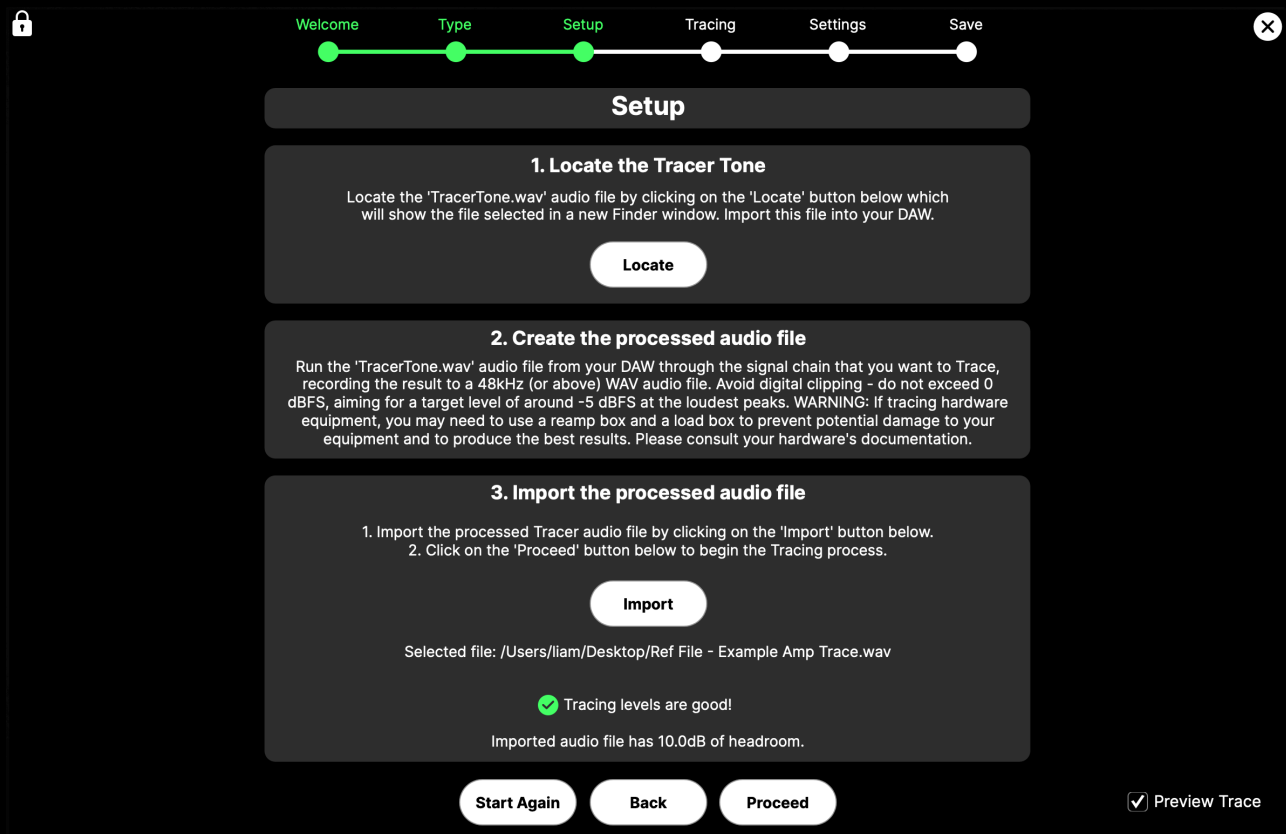 Welcome
Type
Setup
Tracing
Settings
Save
Setup
1. Locate the Tracer Tone
Locate the 'TracerTone.wav' audio file by clicking on the 'Locate' button below which
will show the file selected in a new Finder window. Import this file into your DAW.
Locate
2. Create the processed audio file
Run the 'TracerTone.wav' audio file from your DAW through the signal chain that you want to Trace,
recording the result to a 48kHz (or above) WAV audio file. Avoid digital clipping - do not exceed 0
dBFS, aiming for a target level of around -5 dBFS at the loudest peaks. WARNING: If tracing hardware
equipment, you may need to use a reamp box and a load box to prevent potential damage to your
equipment and to produce the best results. Please consult your hardware's documentation.
3. Import the processed audio file
1. Import the processed Tracer audio file by clicking on the 'Import' button below.
2. Click on the 'Proceed' button below to begin the Tracing process.
Import
Selected file: /Users/liam/Desktop/Ref File - Example Amp Trace.wav
Tracing levels are good!
Imported audio file has 10.0dB of headroom.
Start Again
Back
Proceed
Preview Trace